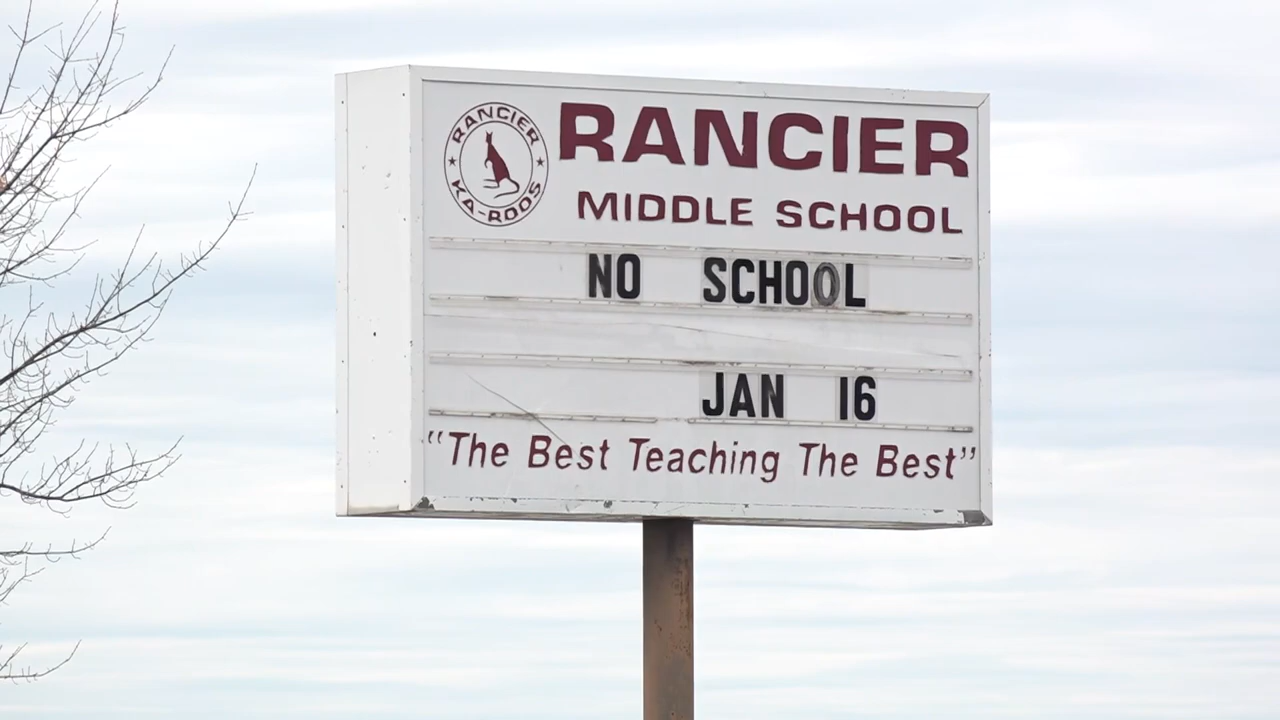 RANCIER
KA-ROOS
RANCIER
MIDDLE SCHOOL
NO SCHOOL
JAN 16
"The Best Teaching The Best"